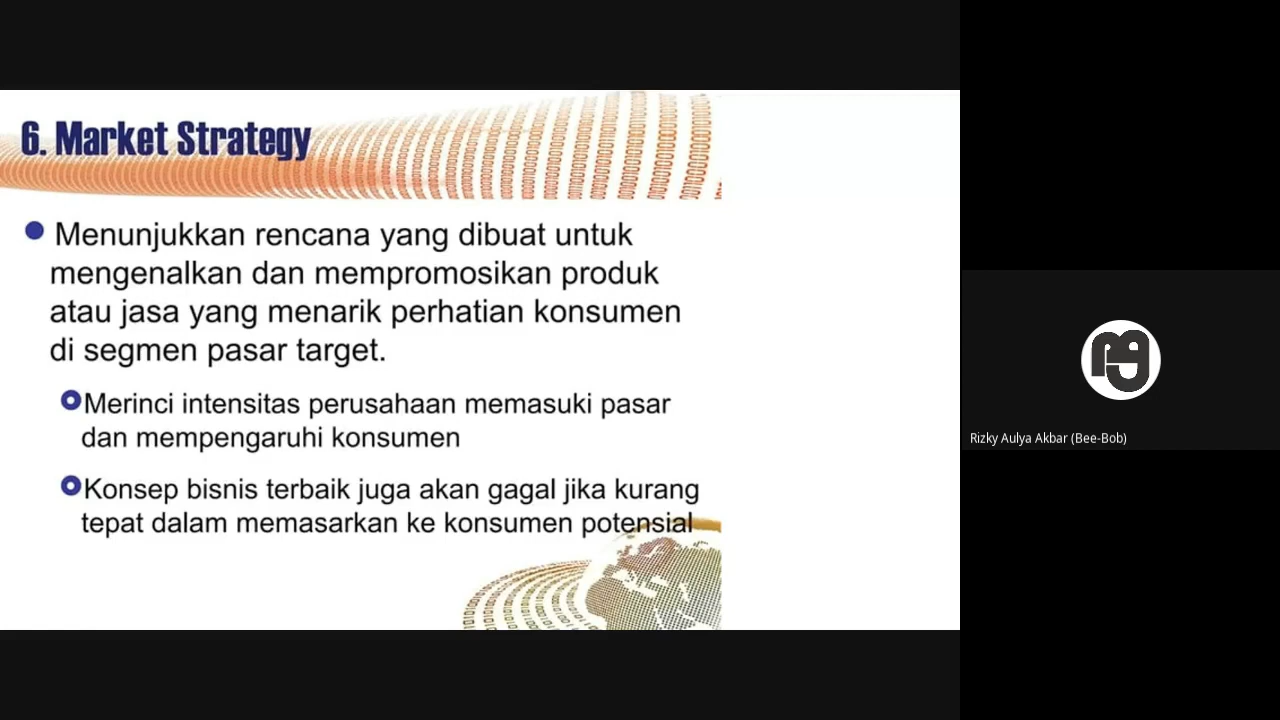 6. Market Strategy
Menunjukkan rencana yang dibuat untuk
mengenalkan dan mempromosikan produk
atau jasa yang menarik perhatian konsumen
di segmen pasar target.
Merinci intensitas perusahaan memasuki pasar
dan mempengaruhi konsumen
Konsep bisnis terbaik juga akan gagal jika kurang
tepat dalam memasarkan ke konsumen potensial
Rizky Aulya Akbar (Bee-Bob)